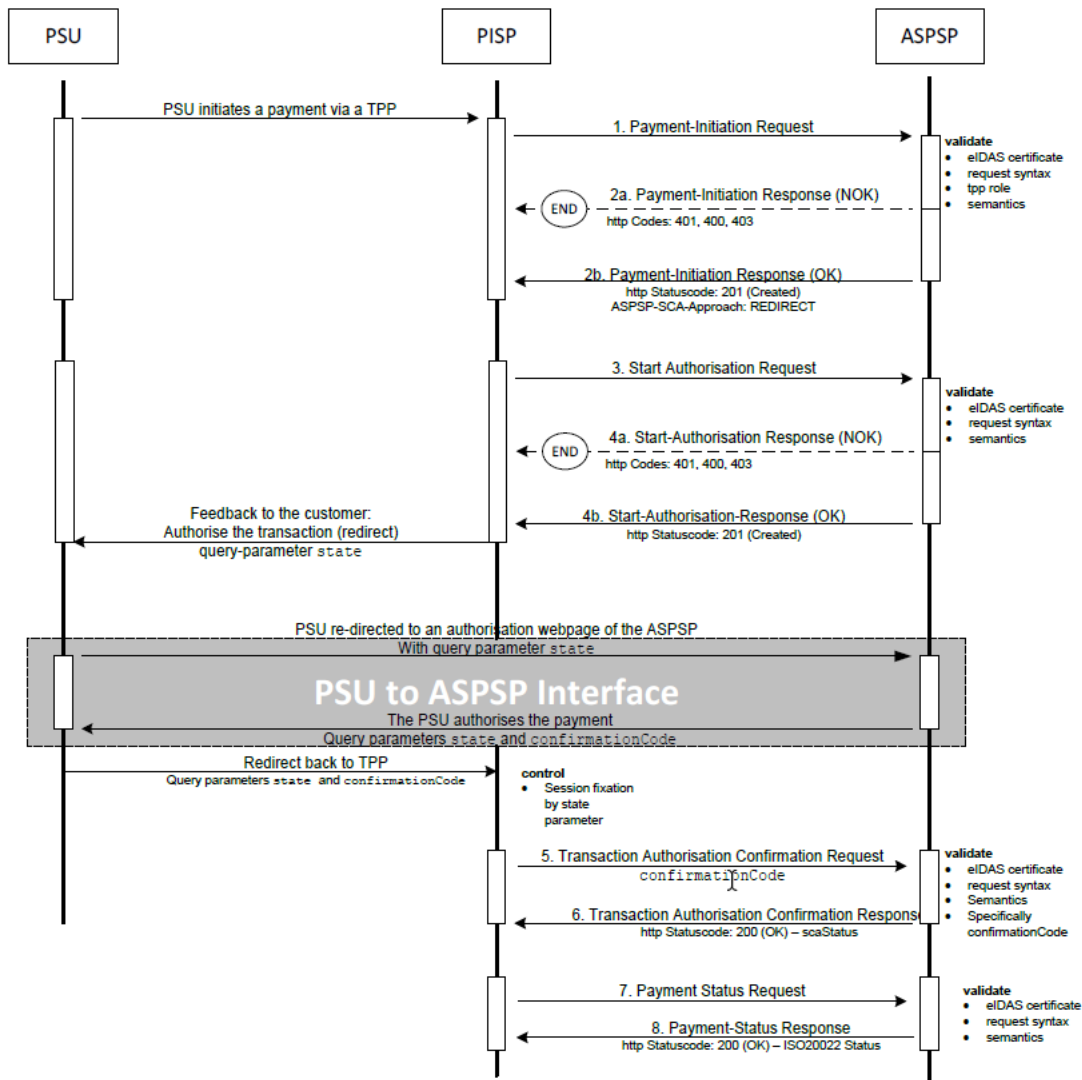 PSU
PISP
ASPSP
PSU initiates a payment via a TPP
1. Payment-Initiation Request
validate
• eIDAS certificate
• request syntax
• tpp role
• semantics
2a. Payment-Initiation Response (NOK)
END
http Codes: 401, 400, 403
2b. Payment-Initiation Response (OK)
http Statuscode: 201 (Created)
ASPSP-SCA-Approach: REDIRECT
3. Start Authorisation Request
validate
• eIDAS certificate
• request syntax
• semantics
4a. Start-Authorisation Response (NOK)
END
http Codes: 401, 400, 403
4b. Start-Authorisation-Response (OK)
http Statuscode: 201 (Created)
Feedback to the customer:
Authorise the transaction (redirect)
query-parameter state
PSU re-directed to an authorisation webpage of the ASPSP
With query parameter state
PSU to ASPSP Interface
The PSU authorises the payment
Query parameters state and confirmationCode
Redirect back to TPP
Query parameters state and confirmationCode
control
• Session fixation
by state
parameter
5. Transaction Authorisation Confirmation Request
confirmationCode
validate
• eIDAS certificate
• request syntax
• Semantics
• Specifically
confirmationCode
6. Transaction Authorisation Confirmation Response
http Statuscode: 200 (OK) – scaStatus
7. Payment Status Request
validate
• eIDAS certificate
• request syntax
• semantics
8. Payment-Status Response
http Statuscode: 200 (OK) – ISO20022 Status